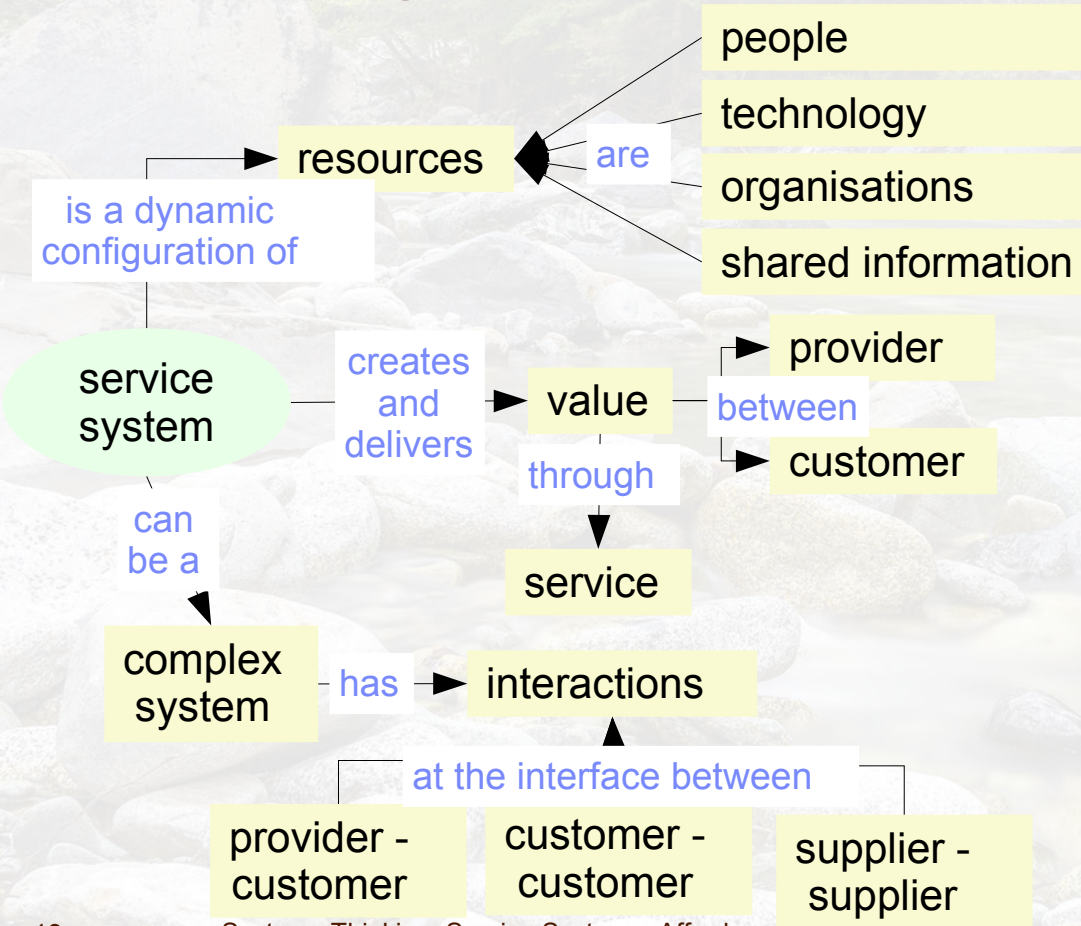 people
technology
resources
are
organisations
is a dynamic
configuration of
shared information
service
system
creates
and
delivers
value
between
provider
customer
through
service
can
be a
complex
system
has
interactions
at the interface between
provider -
customer
customer -
customer
supplier -
supplier